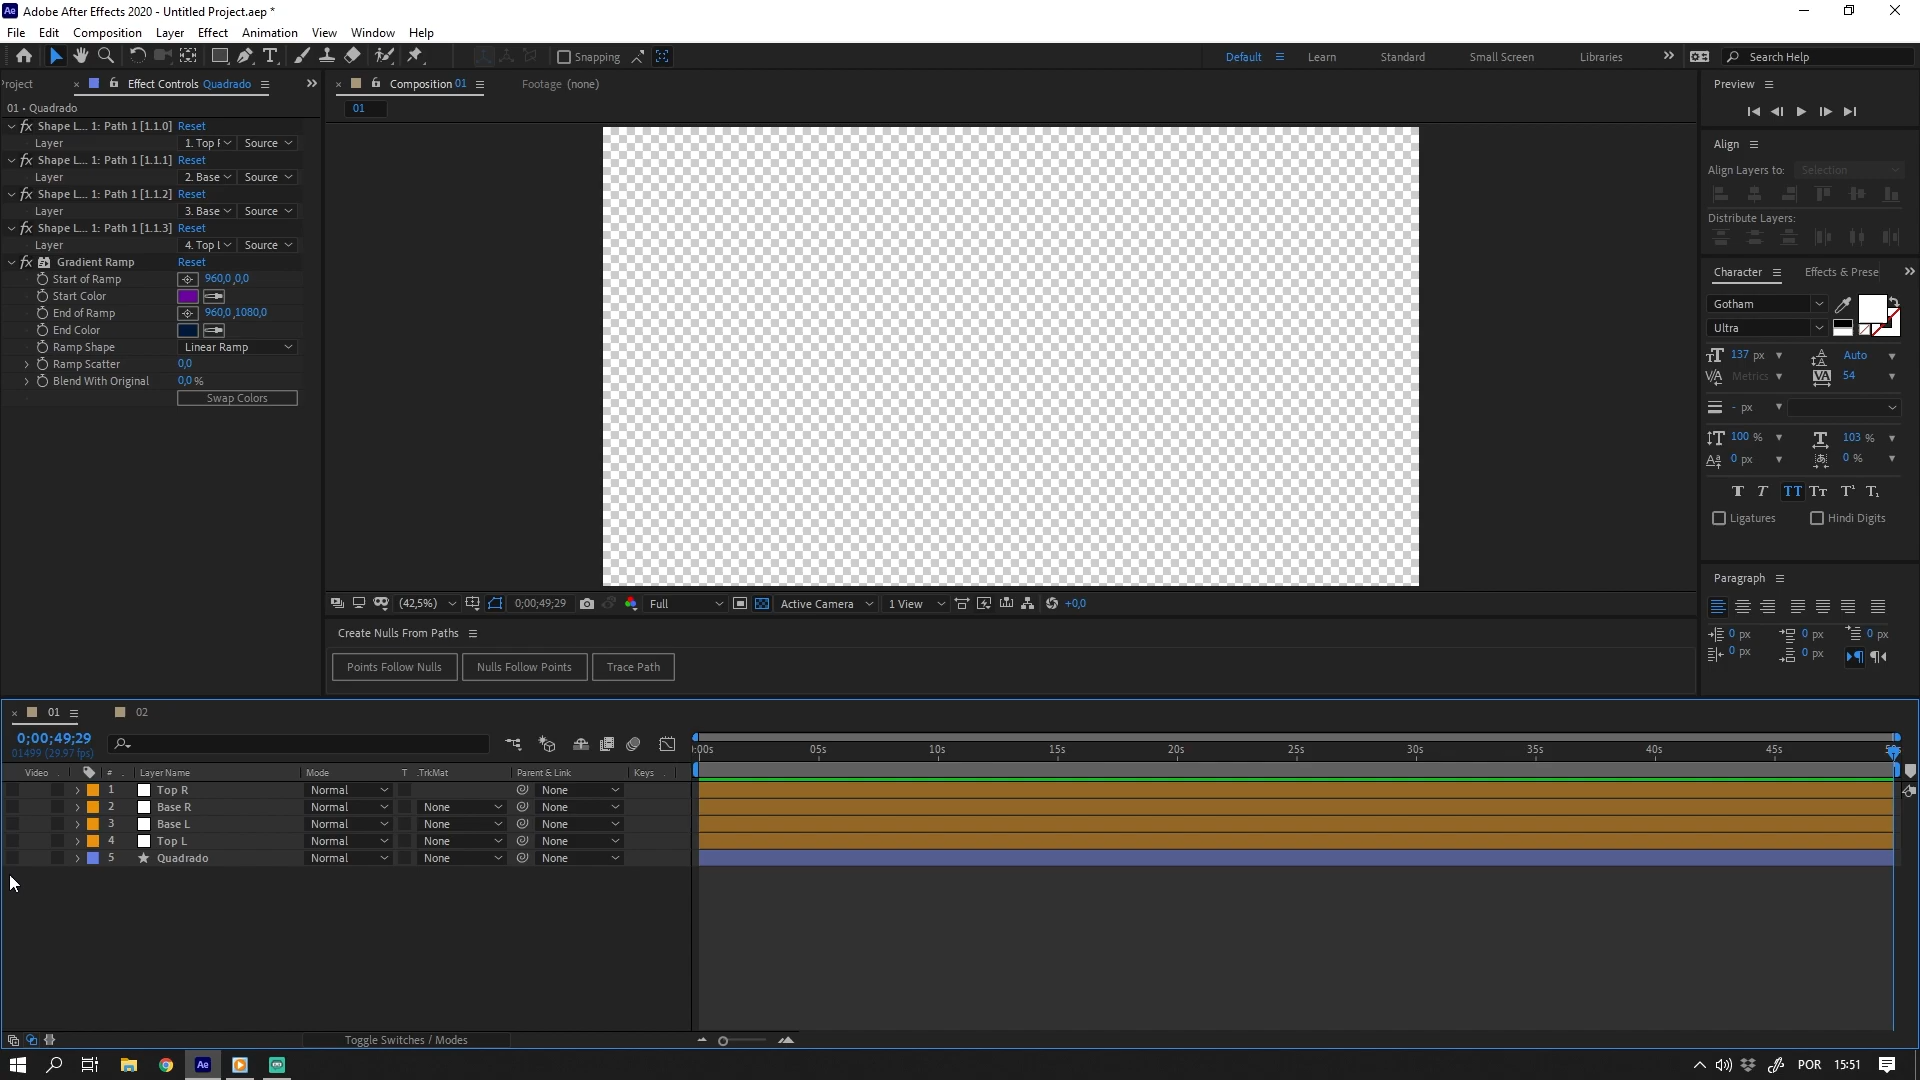 Adobe After Effects 2020 - Untitled Project.aep *
File Edit Composition Layer Effect Animation View Window Help
Snapping
Default Learn Standard Small Screen Libraries Search Help
Project Effect Controls Quadrado
01 • Quadrado
Shape L... 1: Path 1 [1.1.0] Reset
Layer 1. Top F Source
Shape L... 1: Path 1 [1.1.1] Reset
Layer 2. Base Source
Shape L... 1: Path 1 [1.1.2] Reset
Layer 3. Base Source
Shape L... 1: Path 1 [1.1.3] Reset
Layer 4. Top L Source
fx Gradient Ramp Reset
Start of Ramp 960,0,0,0
Start Color
End of Ramp 960,0,1080,0
End Color
Ramp Shape Linear Ramp
Ramp Scatter 0,0
Blend With Original 0,0 %
Swap Colors
Composition 01 Footage (none)
01
(42,5%) 0;00;49;29 Full Active Camera 1 View +0,0
Create Nulls From Paths
Points Follow Nulls Nulls Follow Points Trace Path
Preview
Align
Align Layers to: Selection
Distribute Layers:
Character Effects & Prese
Gotham
Ultra
137 px Auto
Metrics 54
- px
100 % 103 %
0 px 0 %
Ligatures Hindi Digits
Paragraph
0 px 0 px 0 px
0 px 0 px
01 02
0;00;49;29
01499 (29.97 fps)
:00s 05s 10s 15s 20s 25s 30s 35s 40s 45s 50s
Video # Layer Name Mode T .TrkMat Parent & Link Keys
1 Top R Normal None
2 Base R Normal None None
3 Base L Normal None None
4 Top L Normal None None
5 Quadrado Normal None None
Toggle Switches / Modes
Ae POR 15:51